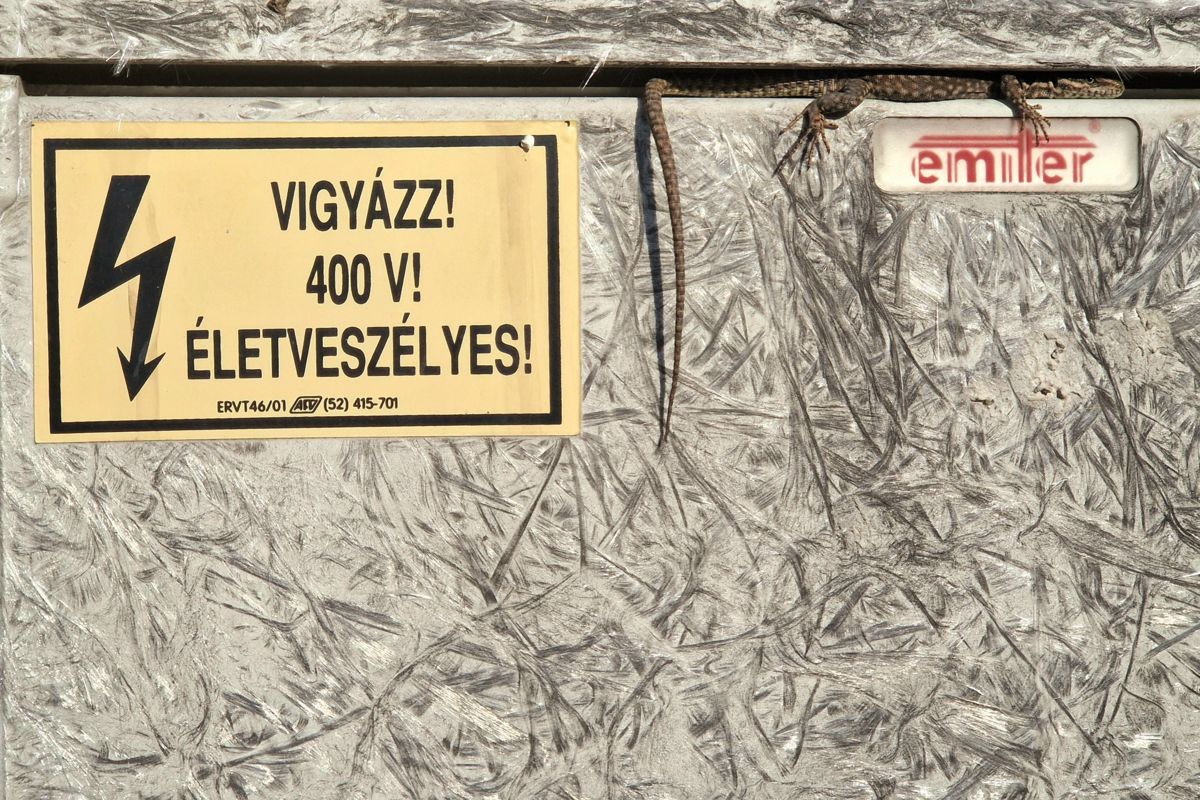 VIGYÁZZ!
400 V!
ÉLETVESZÉLYES!
ERVT46/01 (52) 415-701
emiter